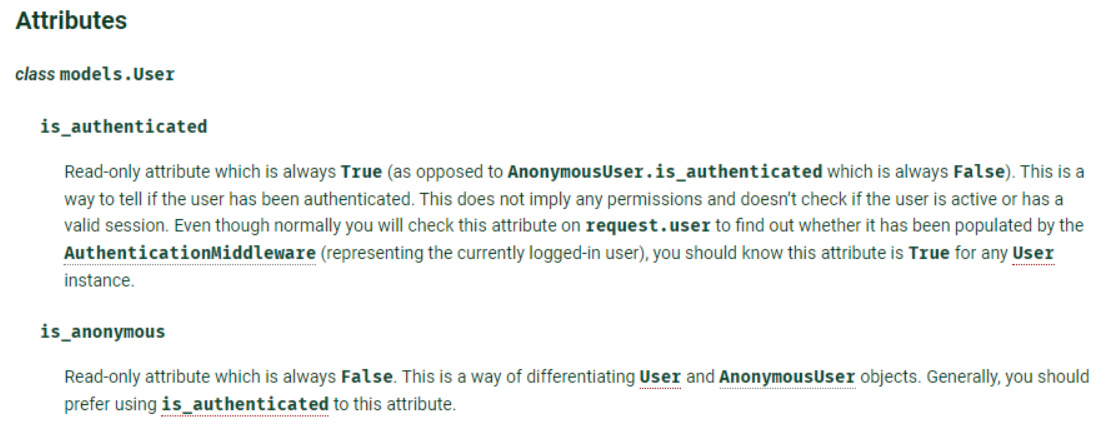 Attributes
class models.User
is_authenticated
Read-only attribute which is always True (as opposed to AnonymousUser.is_authenticated which is always False). This is a
way to tell if the user has been authenticated. This does not imply any permissions and doesn't check if the user is active or has a
valid session. Even though normally you will check this attribute on request.user to find out whether it has been populated by the
AuthenticationMiddleware (representing the currently logged-in user), you should know this attribute is True for any User
instance.
is_anonymous
Read-only attribute which is always False. This is a way of differentiating User and AnonymousUser objects. Generally, you should
prefer using is_authenticated to this attribute.